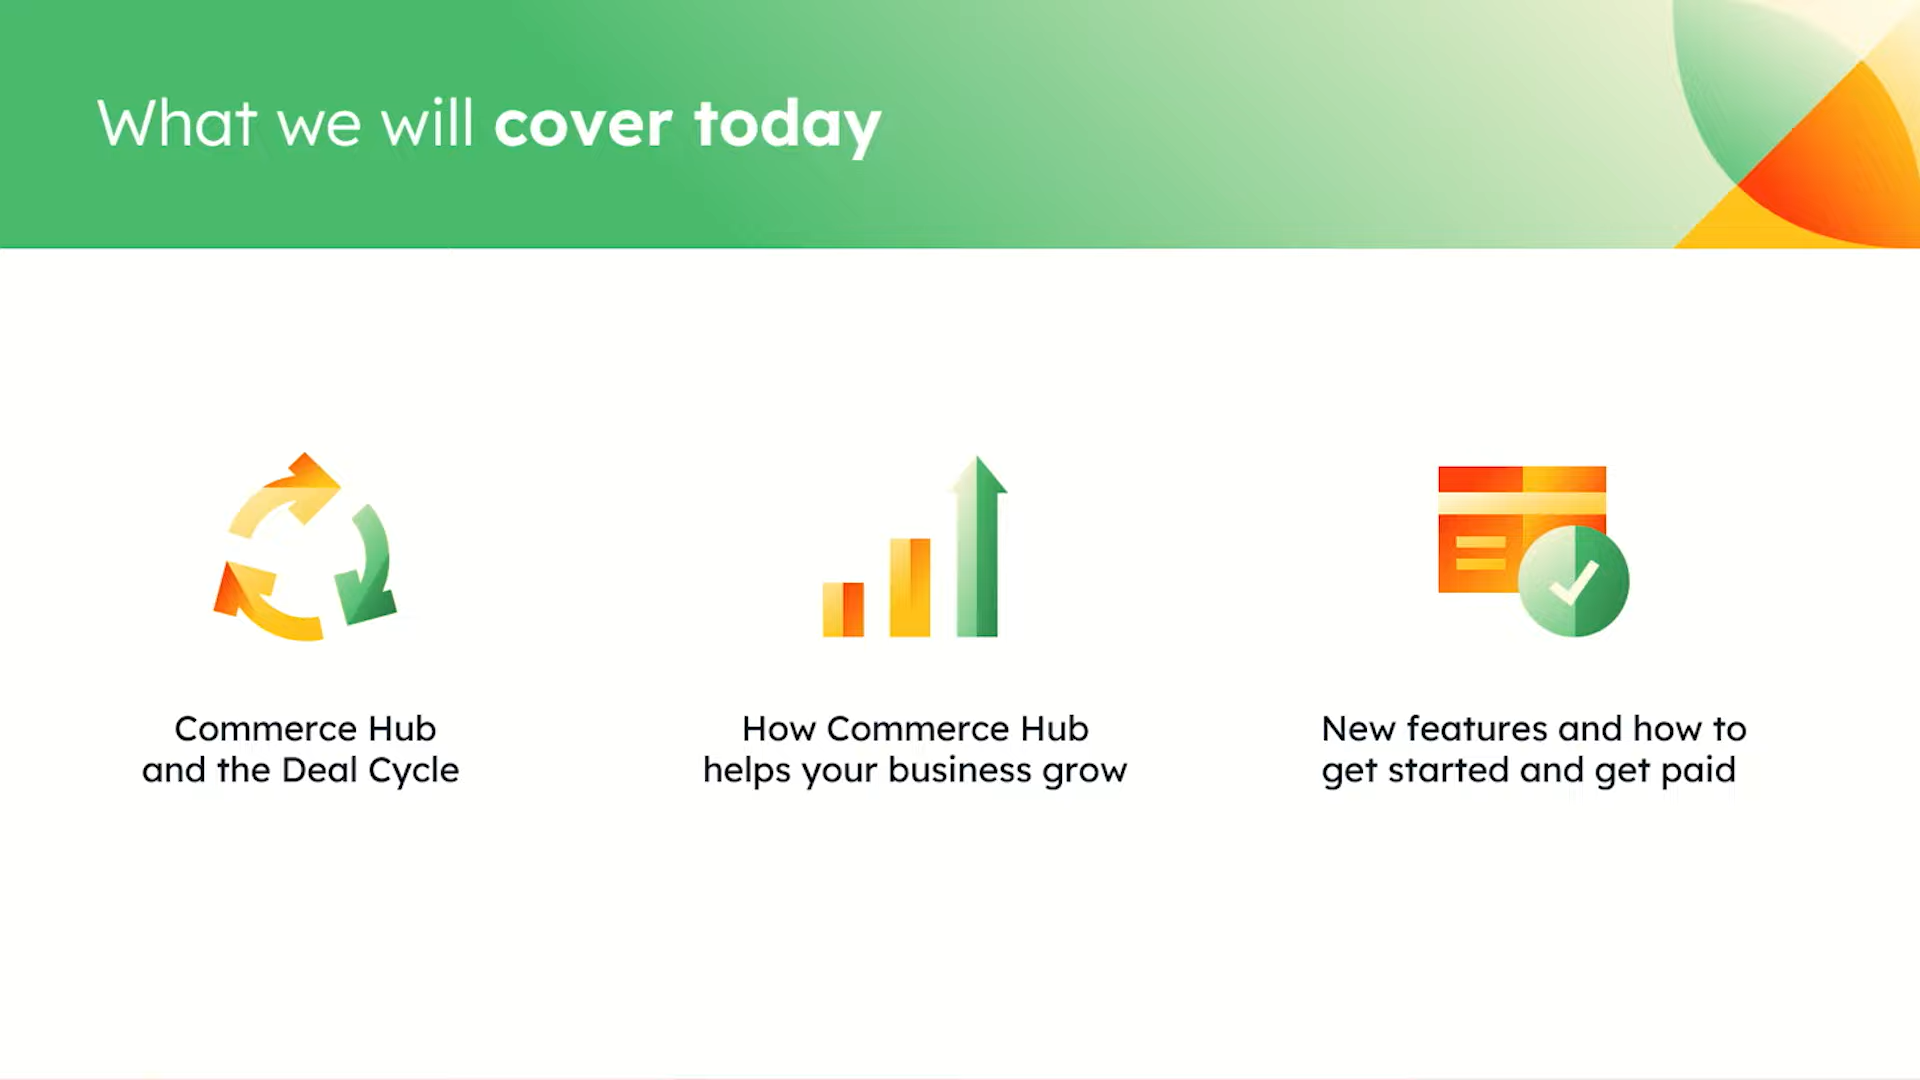 What we will cover today
Commerce Hub
and the Deal Cycle
How Commerce Hub
helps your business grow
New features and how to
get started and get paid